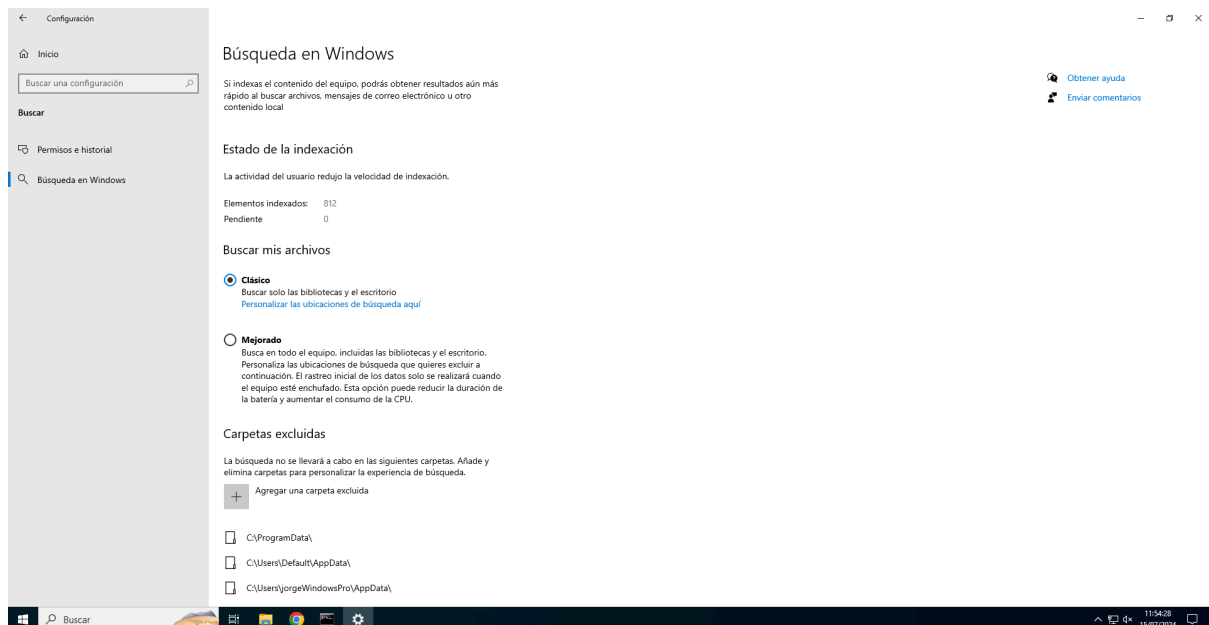 Configuración
Inicio
Buscar una configuración
Buscar
Permisos e historial
Búsqueda en Windows
Búsqueda en Windows
Si indexas el contenido del equipo, podrás obtener resultados aún más
rápido al buscar archivos, mensajes de correo electrónico u otro
contenido local
Obtener ayuda
Enviar comentarios
Estado de la indexación
La actividad del usuario redujo la velocidad de indexación.
Elementos indexados: 812
Pendiente 0
Buscar mis archivos
Clásico
Buscar solo las bibliotecas y el escritorio
Personalizar las ubicaciones de búsqueda aquí
Mejorado
Busca en todo el equipo, incluidas las bibliotecas y el escritorio.
Personaliza las ubicaciones de búsqueda que quieres excluir a
continuación. El rastreo inicial de los datos solo se realizará cuando
el equipo esté enchufado. Esta opción puede reducir la duración de
la batería y aumentar el consumo de la CPU.
Carpetas excluidas
La búsqueda no se llevará a cabo en las siguientes carpetas. Añade y
elimina carpetas para personalizar la experiencia de búsqueda.
Agregar una carpeta excluida
C:\ProgramData\
C:\Users\Default\AppData\
C:\Users\jorgeWindowsPro\AppData\
Buscar
11:54:28
15/07/2024